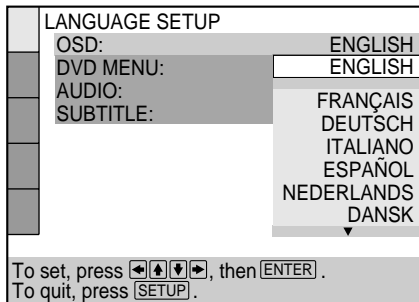 LANGUAGE SETUP
OSD: ENGLISH
DVD MENU: ENGLISH
AUDIO:
SUBTITLE:
FRANÇAIS
DEUTSCH
ITALIANO
ESPAÑOL
NEDERLANDS
DANSK
To set, press , then ENTER .
To quit, press SETUP .